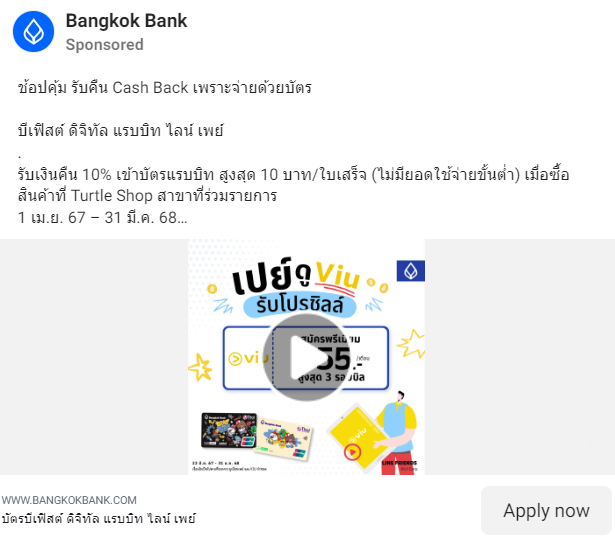 Bangkok Bank
Sponsored
ช้อปคุ้ม รับคืน Cash Back เพราะจ่ายด้วยบัตร
บีเฟิสต์ ดิจิทัล แรบบิท ไลน์ เพย์
.
รับเงินคืน 10% เข้าบัตรแรบบิท สูงสุด 10 บาท/ใบเสร็จ (ไม่มียอดใช้จ่ายขั้นต่ำ) เมื่อซื้อ
สินค้าที่ Turtle Shop สาขาที่ร่วมรายการ
1 เม.ย. 67 – 31 มี.ค. 68...
เปย์ดู Viu
รับโปรชิลล์
viu
สมัครพรีเมียม
55.-
/เดือน
สูงสุด 3 รอบบิล
viu
LINE FRIENDS
WWW.BANGKOKBANK.COM
บัตรบีเฟิสต์ ดิจิทัล แรบบิท ไลน์ เพย์
Apply now